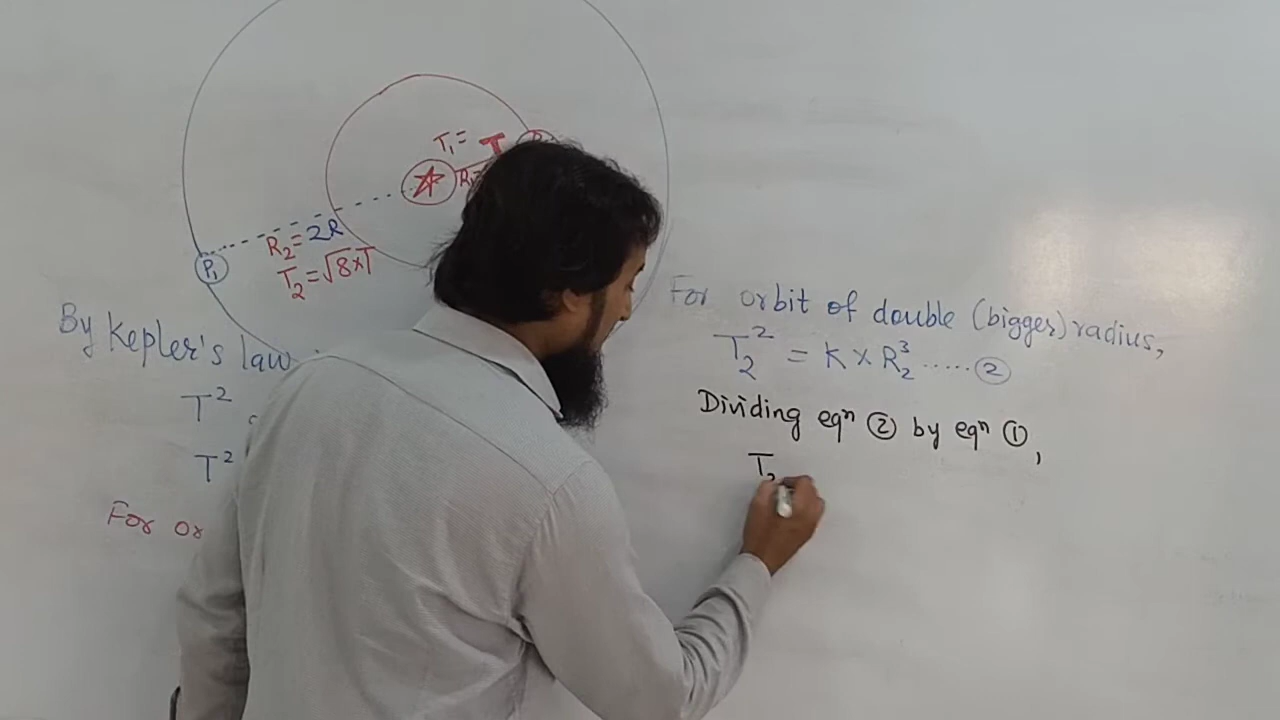 T₁ = T
R₁
R₂ = 2R
T₂ = √8×T
P₁
By Kepler's law
T²
T²
For or
For orbit of double (bigger) radius,
T₂² = K × R₂³ ..... ②
Dividing eqⁿ ② by eqⁿ ①,
T₂